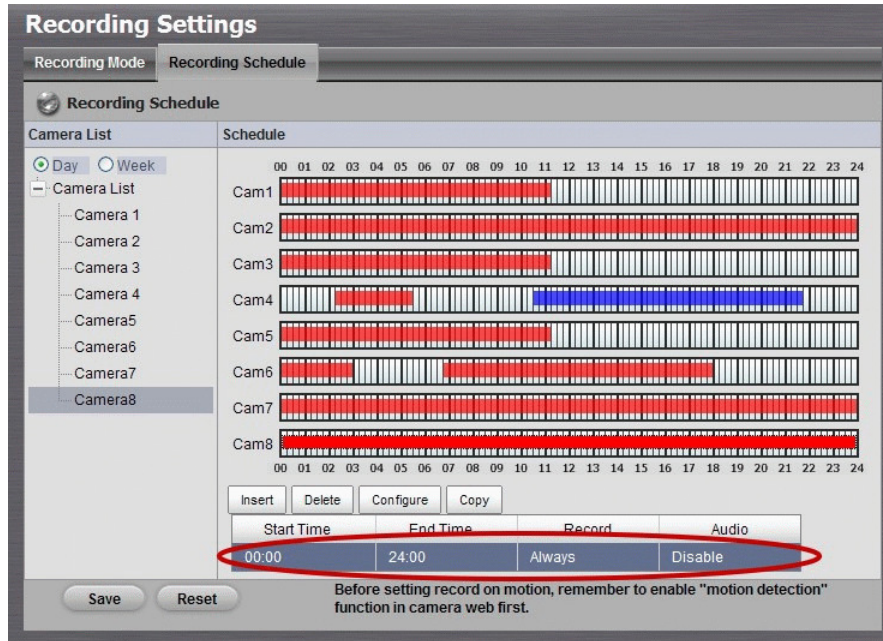 Recording Settings
Recording Mode Recording Schedule
Recording Schedule
Camera List Schedule
Day Week
Camera List
Camera 1
Camera 2
Camera 3
Camera 4
Camera5
Camera6
Camera7
Camera8
00 01 02 03 04 05 06 07 08 09 10 11 12 13 14 15 16 17 18 19 20 21 22 23 24
Cam1
Cam2
Cam3
Cam4
Cam5
Cam6
Cam7
Cam8
00 01 02 03 04 05 06 07 08 09 10 11 12 13 14 15 16 17 18 19 20 21 22 23 24
Insert Delete Configure Copy
Start Time End Time Record Audio
00:00 24:00 Always Disable
Save Reset
Before setting record on motion, remember to enable "motion detection"
function in camera web first.